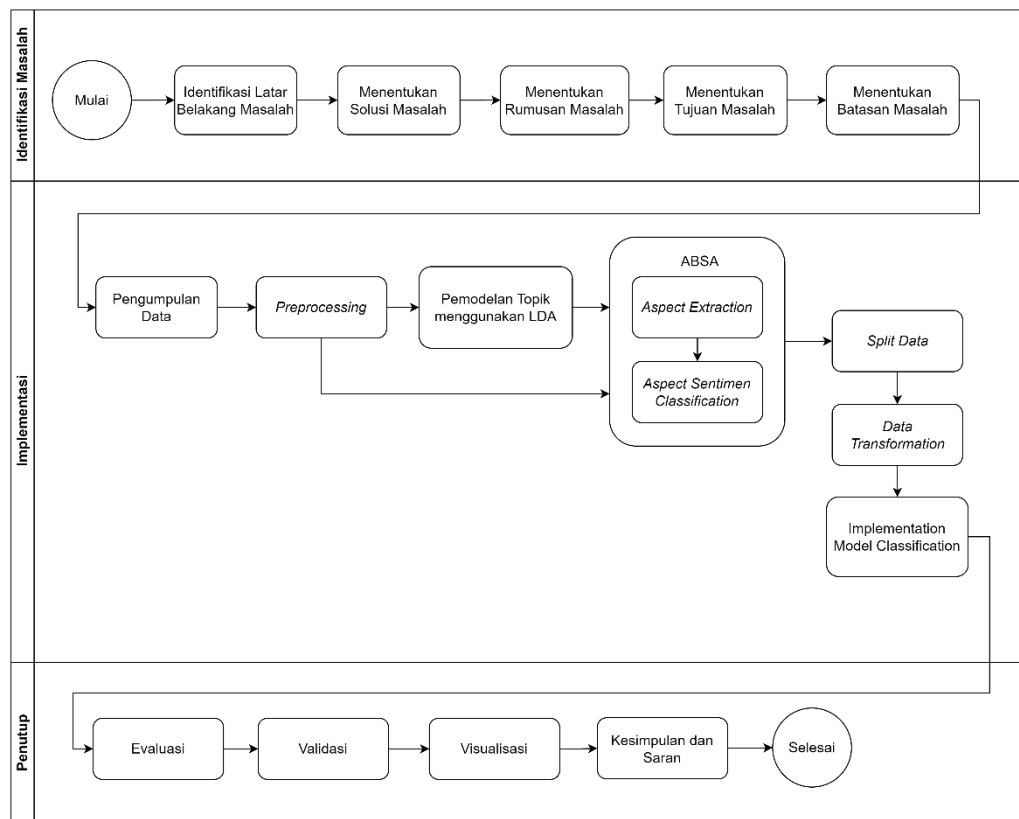 Identifikasi Masalah
Mulai
Identifikasi Latar
Belakang Masalah
Menentukan
Solusi Masalah
Menentukan
Rumusan Masalah
Menentukan
Tujuan Masalah
Menentukan
Batasan Masalah
Implementasi
Pengumpulan
Data
Preprocessing
Pemodelan Topik
menggunakan LDA
ABSA
Aspect Extraction
Aspect Sentimen
Classification
Split Data
Data
Transformation
Implementation
Model Classification
Penutup
Evaluasi
Validasi
Visualisasi
Kesimpulan dan
Saran
Selesai